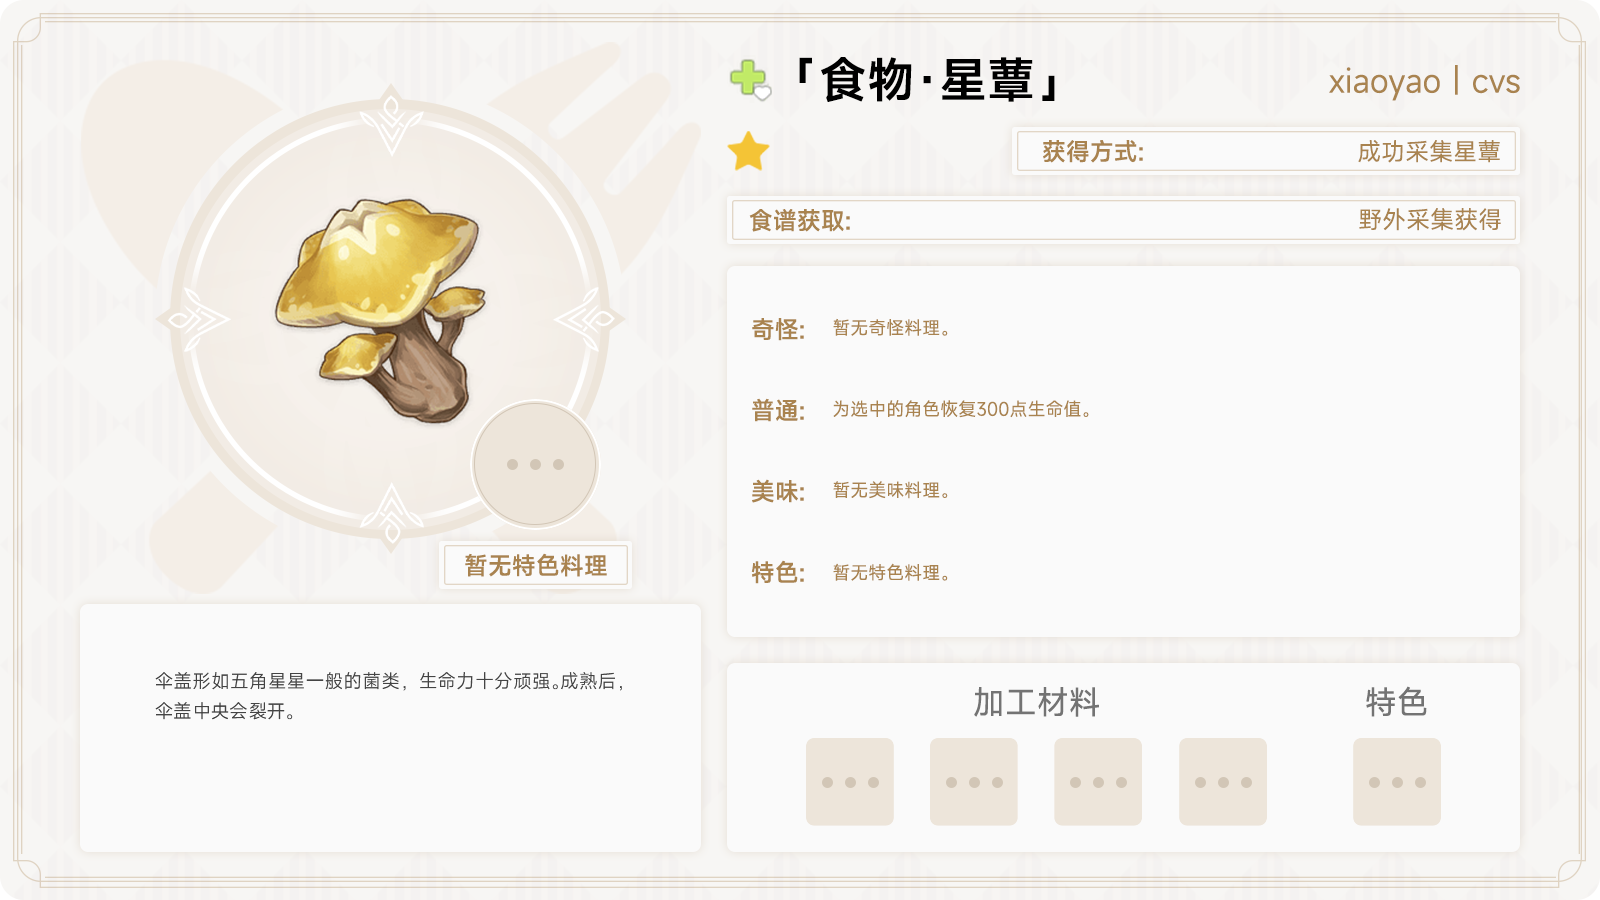 「食物·星蕈」
xiaoyao | cvs
获得方式:
成功采集星蕈
食谱获取:
野外采集获得
奇怪:
暂无奇怪料理。
普通:
为选中的角色恢复300点生命值。
美味:
暂无美味料理。
特色:
暂无特色料理。
暂无特色料理
伞盖形如五角星星一般的菌类，生命力十分顽强。成熟后，
伞盖中央会裂开。
加工材料
特色